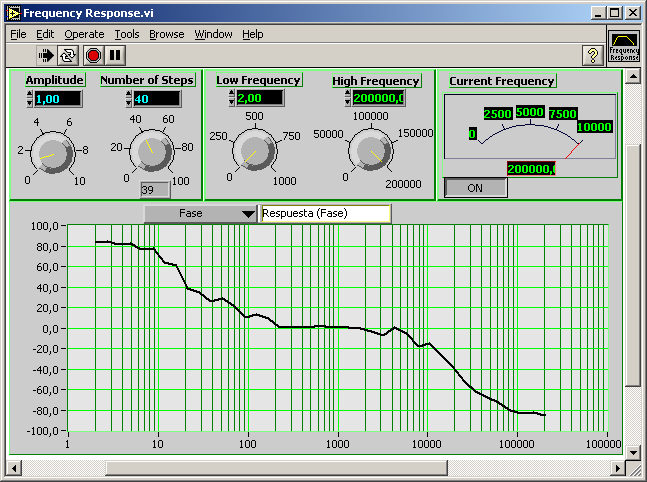 Frequency Response.vi
File Edit Operate Tools Browse Window Help
?
Frequency
Response
Amplitude
1,00
0 2 4 6 8 10
Number of Steps
40
0 20 40 60 80 100
39
Low Frequency
2,00
0 250 500 750 1000
High Frequency
200000,0
0 50000 100000 150000 200000
Current Frequency
0 2500 5000 7500 10000
200000,
ON
Fase
Respuesta (Fase)
100,0
80,0
60,0
40,0
20,0
0,0
-20,0
-40,0
-60,0
-80,0
-100,0
1 10 100 1000 10000 100000 100000